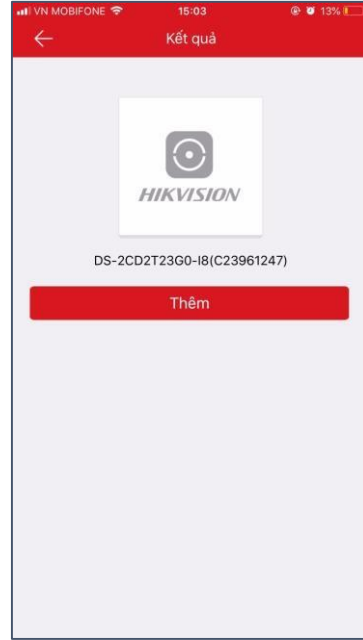 VN MOBIFONE 15:03 13%
Kết quả
HIKVISION
DS-2CD2T23G0-I8(C23961247)
Thêm